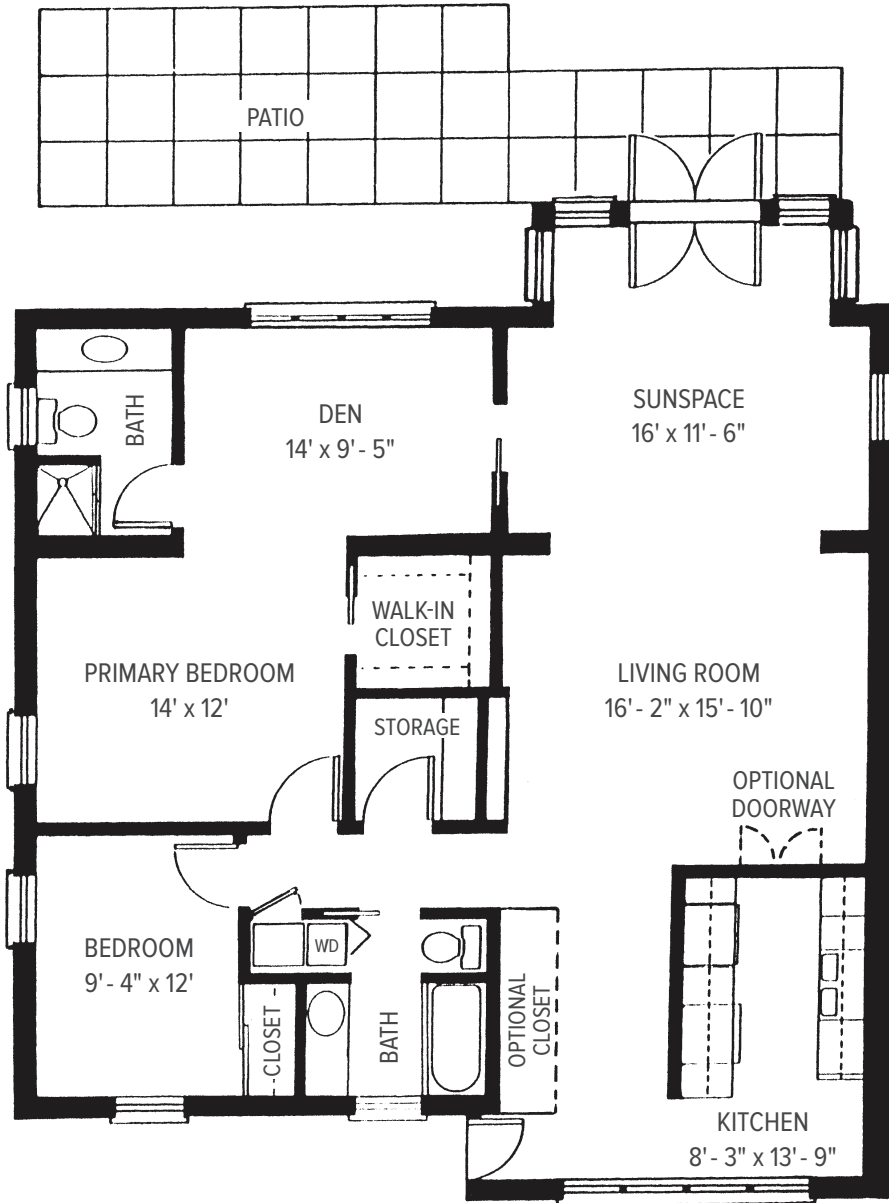 PATIO
SUNSPACE
16' x 11' - 6"
DEN
14' x 9' - 5"
BATH
WALK-IN
CLOSET
PRIMARY BEDROOM
14' x 12'
LIVING ROOM
16' - 2" x 15' - 10"
STORAGE
OPTIONAL
DOORWAY
BEDROOM
9' - 4" x 12'
WD
CLOSET
BATH
OPTIONAL
CLOSET
KITCHEN
8' - 3" x 13' - 9"